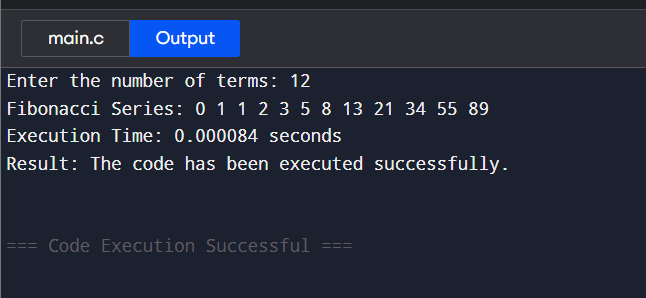 main.c Output
Enter the number of terms: 12
Fibonacci Series: 0 1 1 2 3 5 8 13 21 34 55 89
Execution Time: 0.000084 seconds
Result: The code has been executed successfully.
=== Code Execution Successful ===